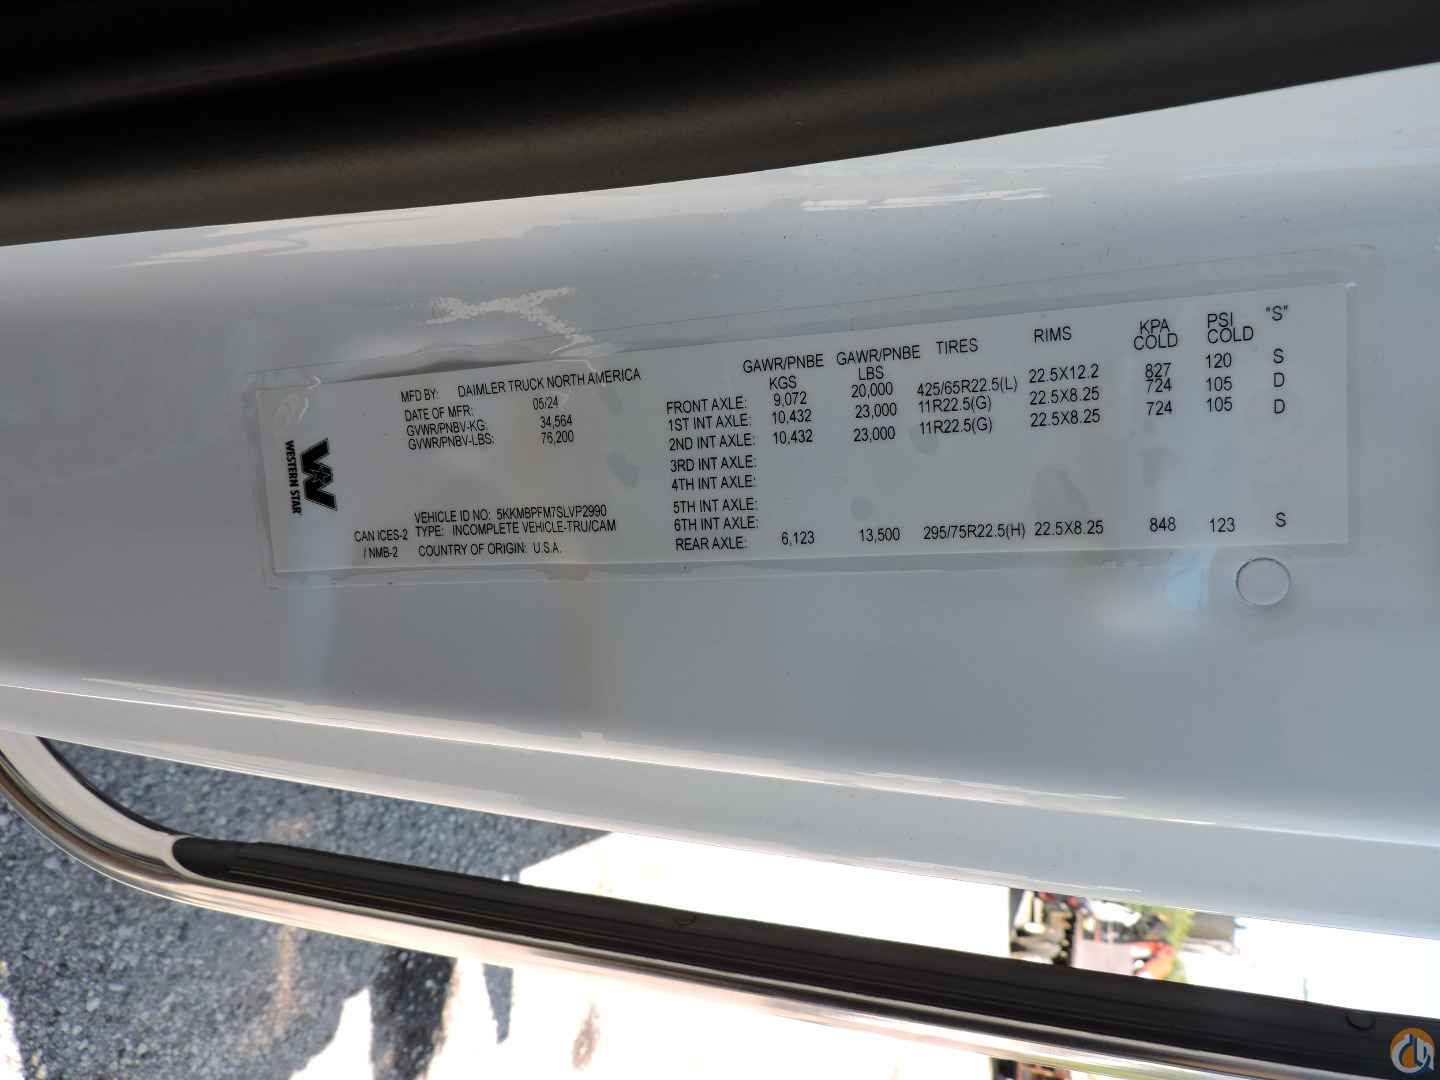 WESTERN STAR
MFD BY: DAIMLER TRUCK NORTH AMERICA
DATE OF MFR: 05/24
GVWR/PNBV-KG: 34,564
GVWR/PNBV-LBS: 76,200
VEHICLE ID NO: 5KKMBPFM7SLVP2990
CAN ICES-2 TYPE: INCOMPLETE VEHICLE-TRU/CAM
/ NMB-2 COUNTRY OF ORIGIN: U.S.A.
GAWR/PNBE KGS GAWR/PNBE LBS TIRES RIMS KPA COLD PSI COLD "S"
FRONT AXLE: 9,072 20,000 425/65R22.5(L) 22.5X12.2 827 120 S
1ST INT AXLE: 10,432 23,000 11R22.5(G) 22.5X8.25 724 105 D
2ND INT AXLE: 10,432 23,000 11R22.5(G) 22.5X8.25 724 105 D
3RD INT AXLE:
4TH INT AXLE:
5TH INT AXLE:
6TH INT AXLE:
REAR AXLE: 6,123 13,500 295/75R22.5(H) 22.5X8.25 848 123 S